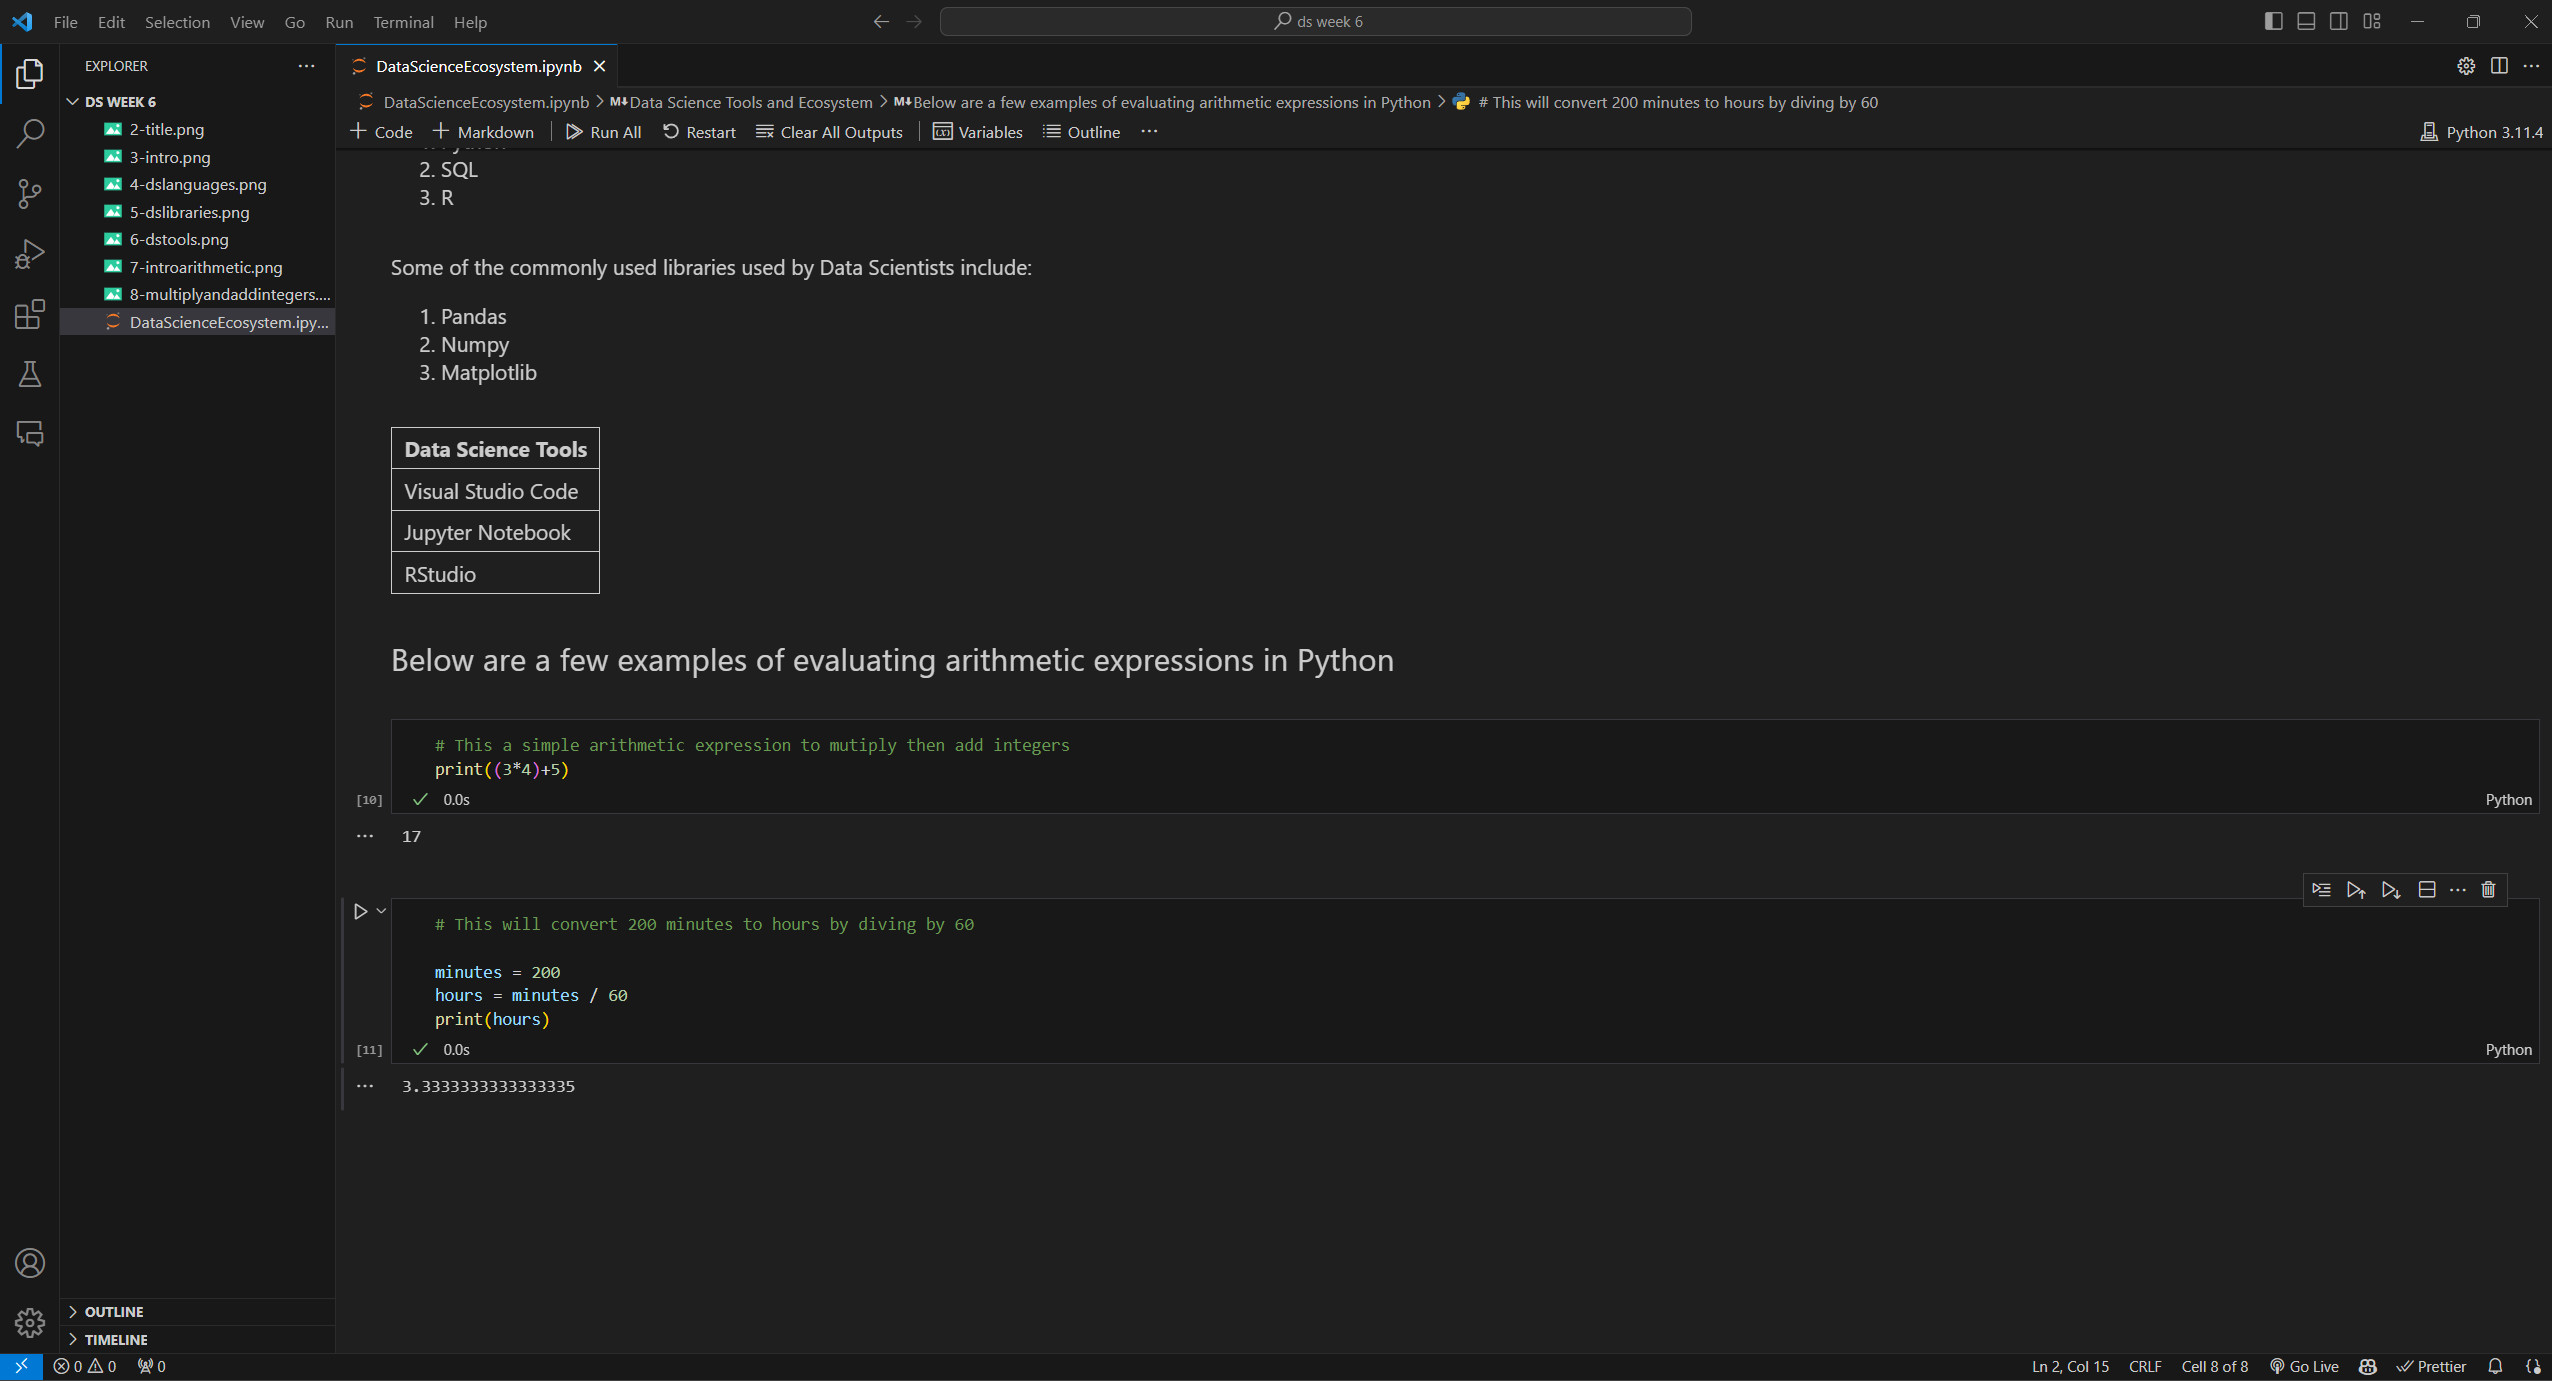 File Edit Selection View Go Run Terminal Help
ds week 6
EXPLORER
DS WEEK 6
2-title.png
3-intro.png
4-dslanguages.png
5-dslibraries.png
6-dstools.png
7-introarithmetic.png
8-multiplyandaddintegers....
DataScienceEcosystem.ipy...
OUTLINE
TIMELINE
DataScienceEcosystem.ipynb
DataScienceEcosystem.ipynb > M↓Data Science Tools and Ecosystem > M↓Below are a few examples of evaluating arithmetic expressions in Python > # This will convert 200 minutes to hours by diving by 60
+ Code + Markdown Run All Restart Clear All Outputs Variables Outline ... Python 3.11.4
2. SQL
3. R
Some of the commonly used libraries used by Data Scientists include:
1. Pandas
2. Numpy
3. Matplotlib
Data Science Tools
Visual Studio Code
Jupyter Notebook
RStudio
Below are a few examples of evaluating arithmetic expressions in Python
# This a simple arithmetic expression to mutiply then add integers
print((3*4)+5)
[10] 0.0s Python
17
# This will convert 200 minutes to hours by diving by 60
minutes = 200
hours = minutes / 60
print(hours)
[11] 0.0s Python
3.3333333333333335
0 0 0 Ln 2, Col 15 CRLF Cell 8 of 8 Go Live Prettier